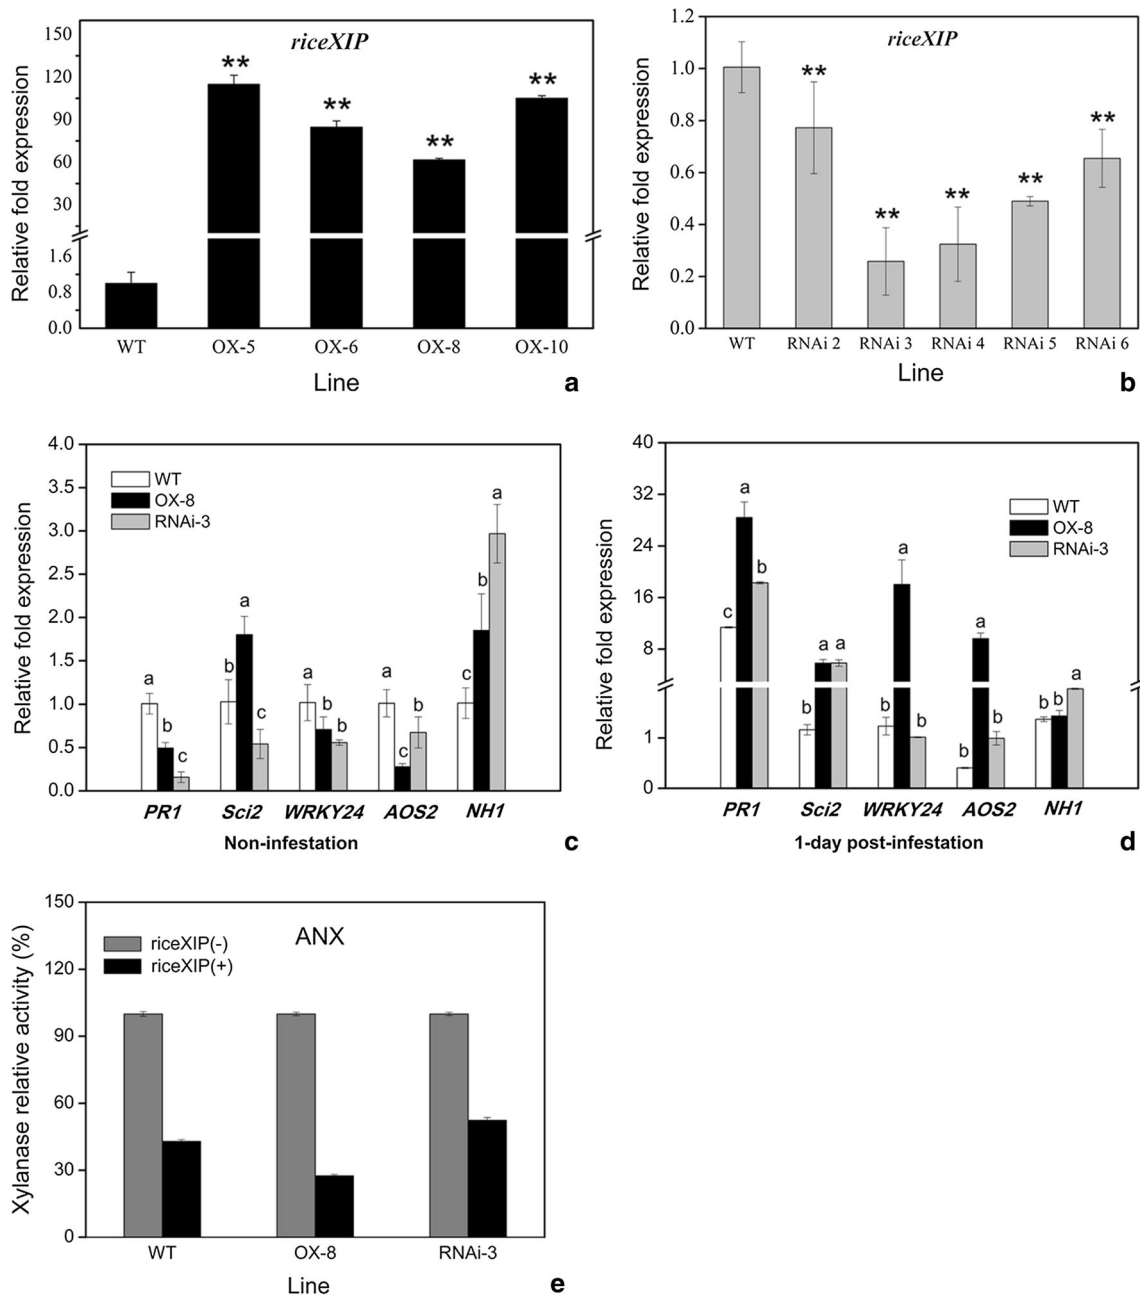 riceXIP
Relative fold expression
150
120
90
60
30
1.6
0.8
0.0
**
**
**
**
WT OX-5 OX-6 OX-8 OX-10
Line
a
riceXIP
Relative fold expression
1.2
1.0
0.8
0.6
0.4
0.2
0.0
**
**
**
**
**
WT RNAi 2 RNAi 3 RNAi 4 RNAi 5 RNAi 6
Line
b
Relative fold expression
4.0
3.5
3.0
2.5
2.0
1.5
1.0
0.5
0.0
WT
OX-8
RNAi-3
a b c
b a c
a b b
a c b
c b a
PR1 Sci2 WRKY24 AOS2 NH1
Non-infestation
c
Relative fold expression
40
32
24
16
8
1
0
WT
OX-8
RNAi-3
c a b
b a a
b a b
b a b
b b a
PR1 Sci2 WRKY24 AOS2 NH1
1-day post-infestation
d
Xylanase relative activity (%)
150
120
90
60
30
0
riceXIP(-)
riceXIP(+)
ANX
WT OX-8 RNAi-3
Line
e